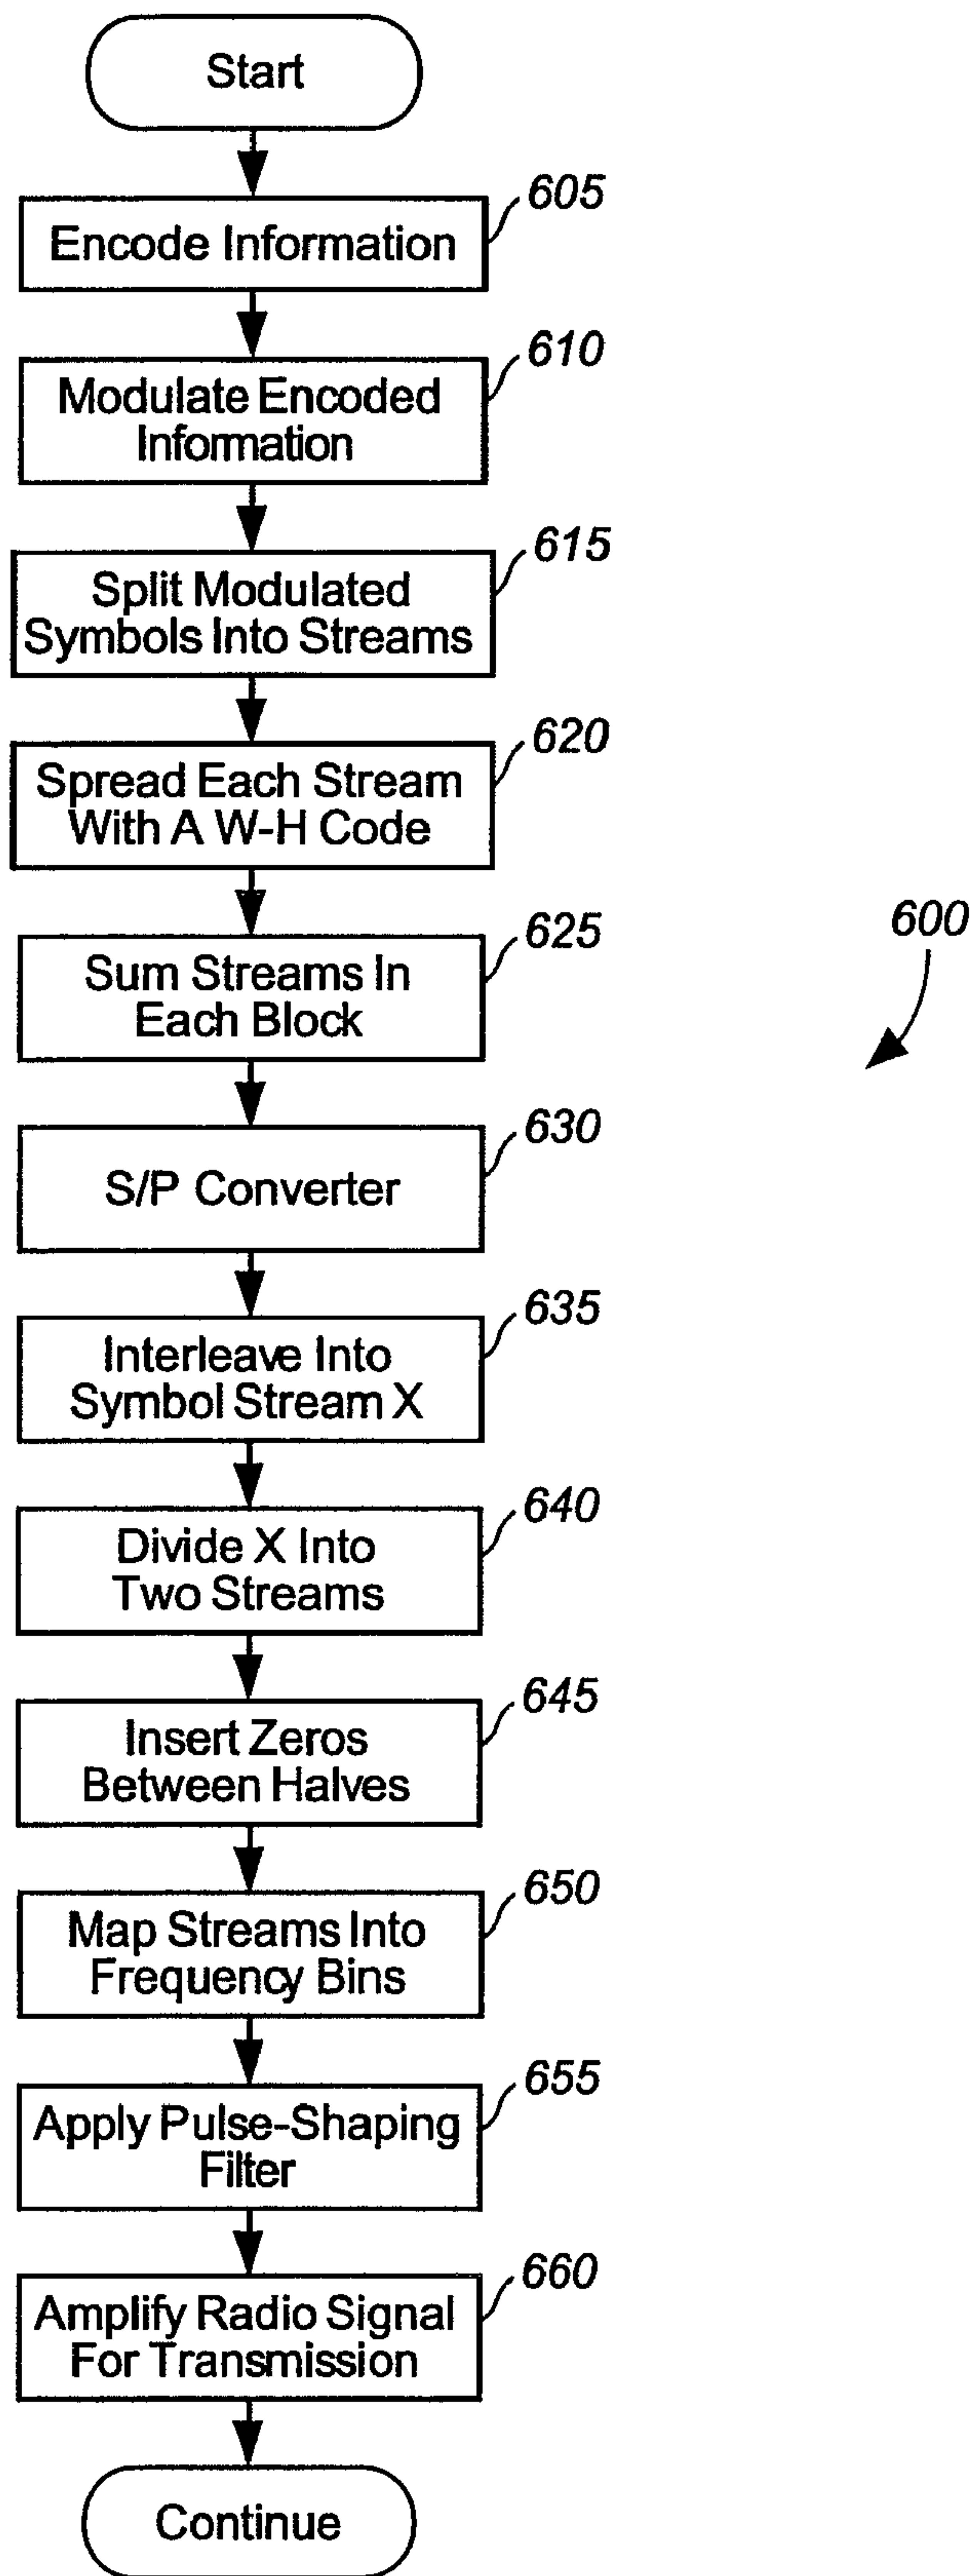 Start
605
Encode Information
610
Modulate Encoded
Information
615
Split Modulated
Symbols Into Streams
620
Spread Each Stream
With A W-H Code
625
Sum Streams In
Each Block
600
630
S/P Converter
635
Interleave Into
Symbol Stream X
640
Divide X Into
Two Streams
645
Insert Zeros
Between Halves
650
Map Streams Into
Frequency Bins
655
Apply Pulse-Shaping
Filter
660
Amplify Radio Signal
For Transmission
Continue